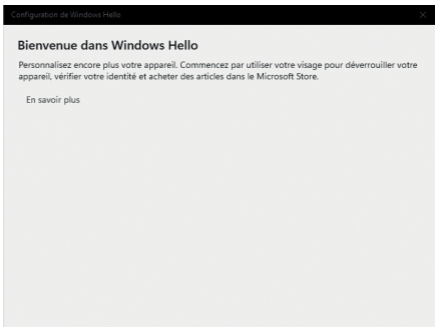 Configuration de Windows Hello
Bienvenue dans Windows Hello
Personnalisez encore plus votre appareil. Commencez par utiliser votre visage pour déverrouiller votre
appareil, vérifier votre identité et acheter des articles dans le Microsoft Store.
En savoir plus